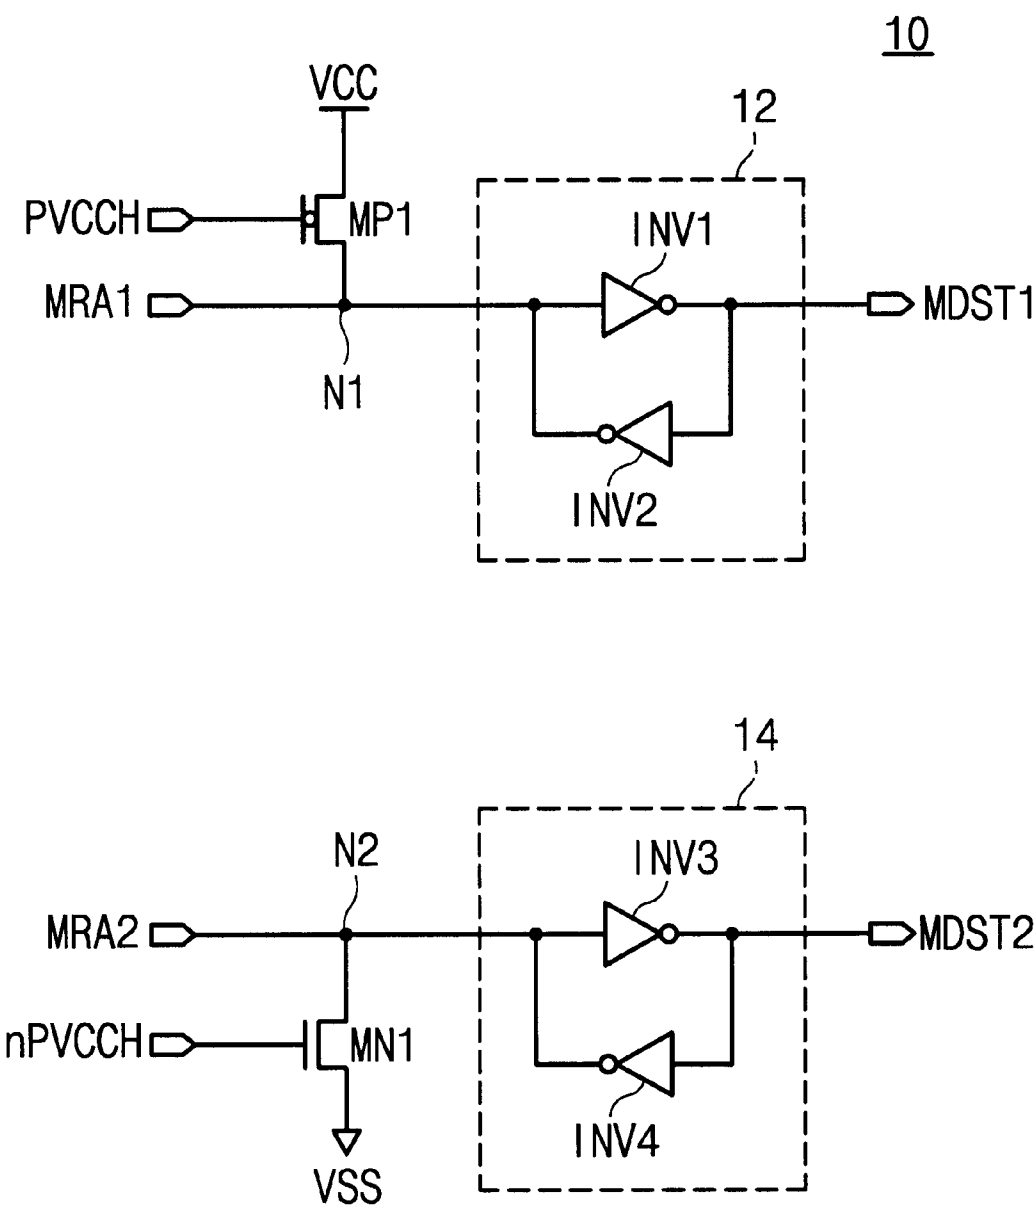 10
VCC
12
PVCCH
MP1
INV1
MRA1
MDST1
N1
INV2
14
N2
INV3
MRA2
MDST2
nPVCCH
MN1
INV4
VSS